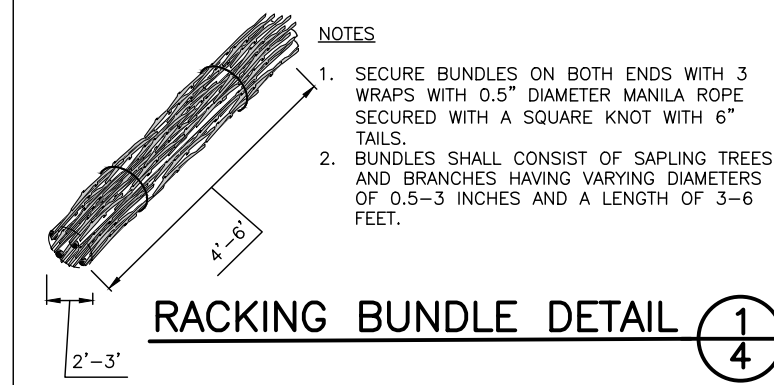 NOTES
1. SECURE BUNDLES ON BOTH ENDS WITH 3
WRAPS WITH 0.5" DIAMETER MANILA ROPE
SECURED WITH A SQUARE KNOT WITH 6"
TAILS.
2. BUNDLES SHALL CONSIST OF SAPLING TREES
AND BRANCHES HAVING VARYING DIAMETERS
OF 0.5-3 INCHES AND A LENGTH OF 3-6
FEET.
4'-6'
2'-3'
RACKING BUNDLE DETAIL
1
4